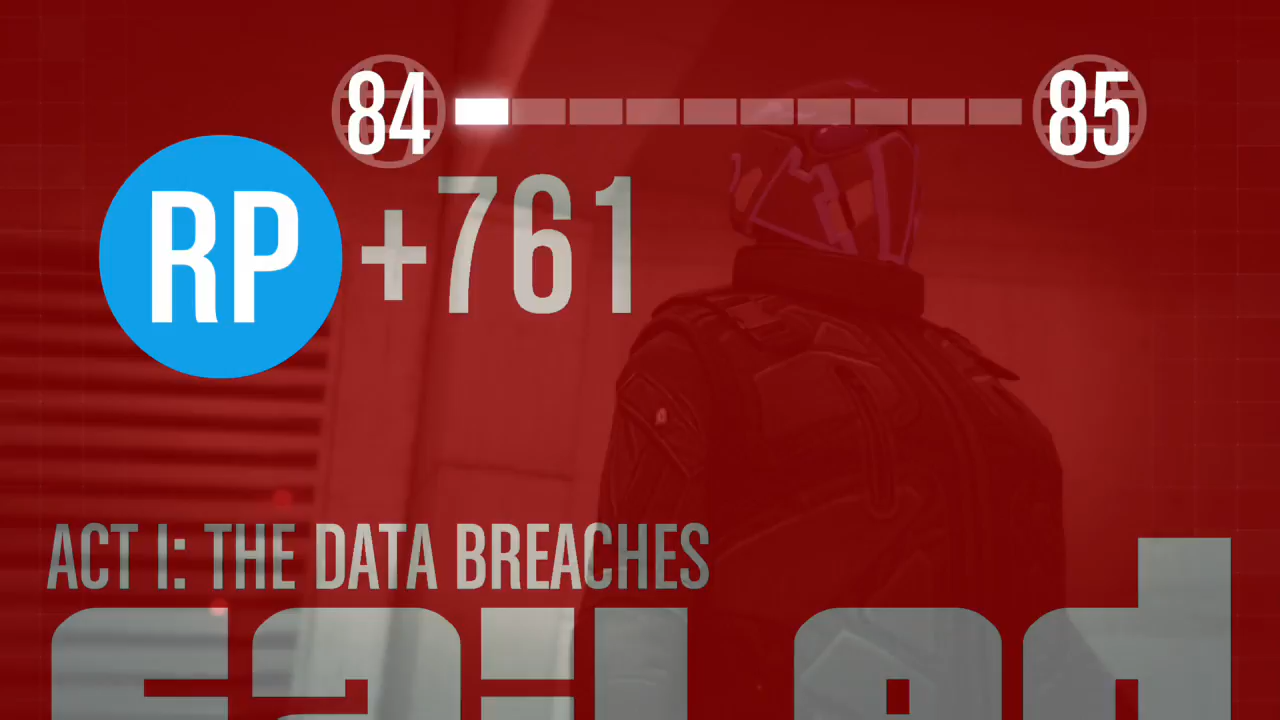 84 85
RP +761
ACT I: THE DATA BREACHES
Failed